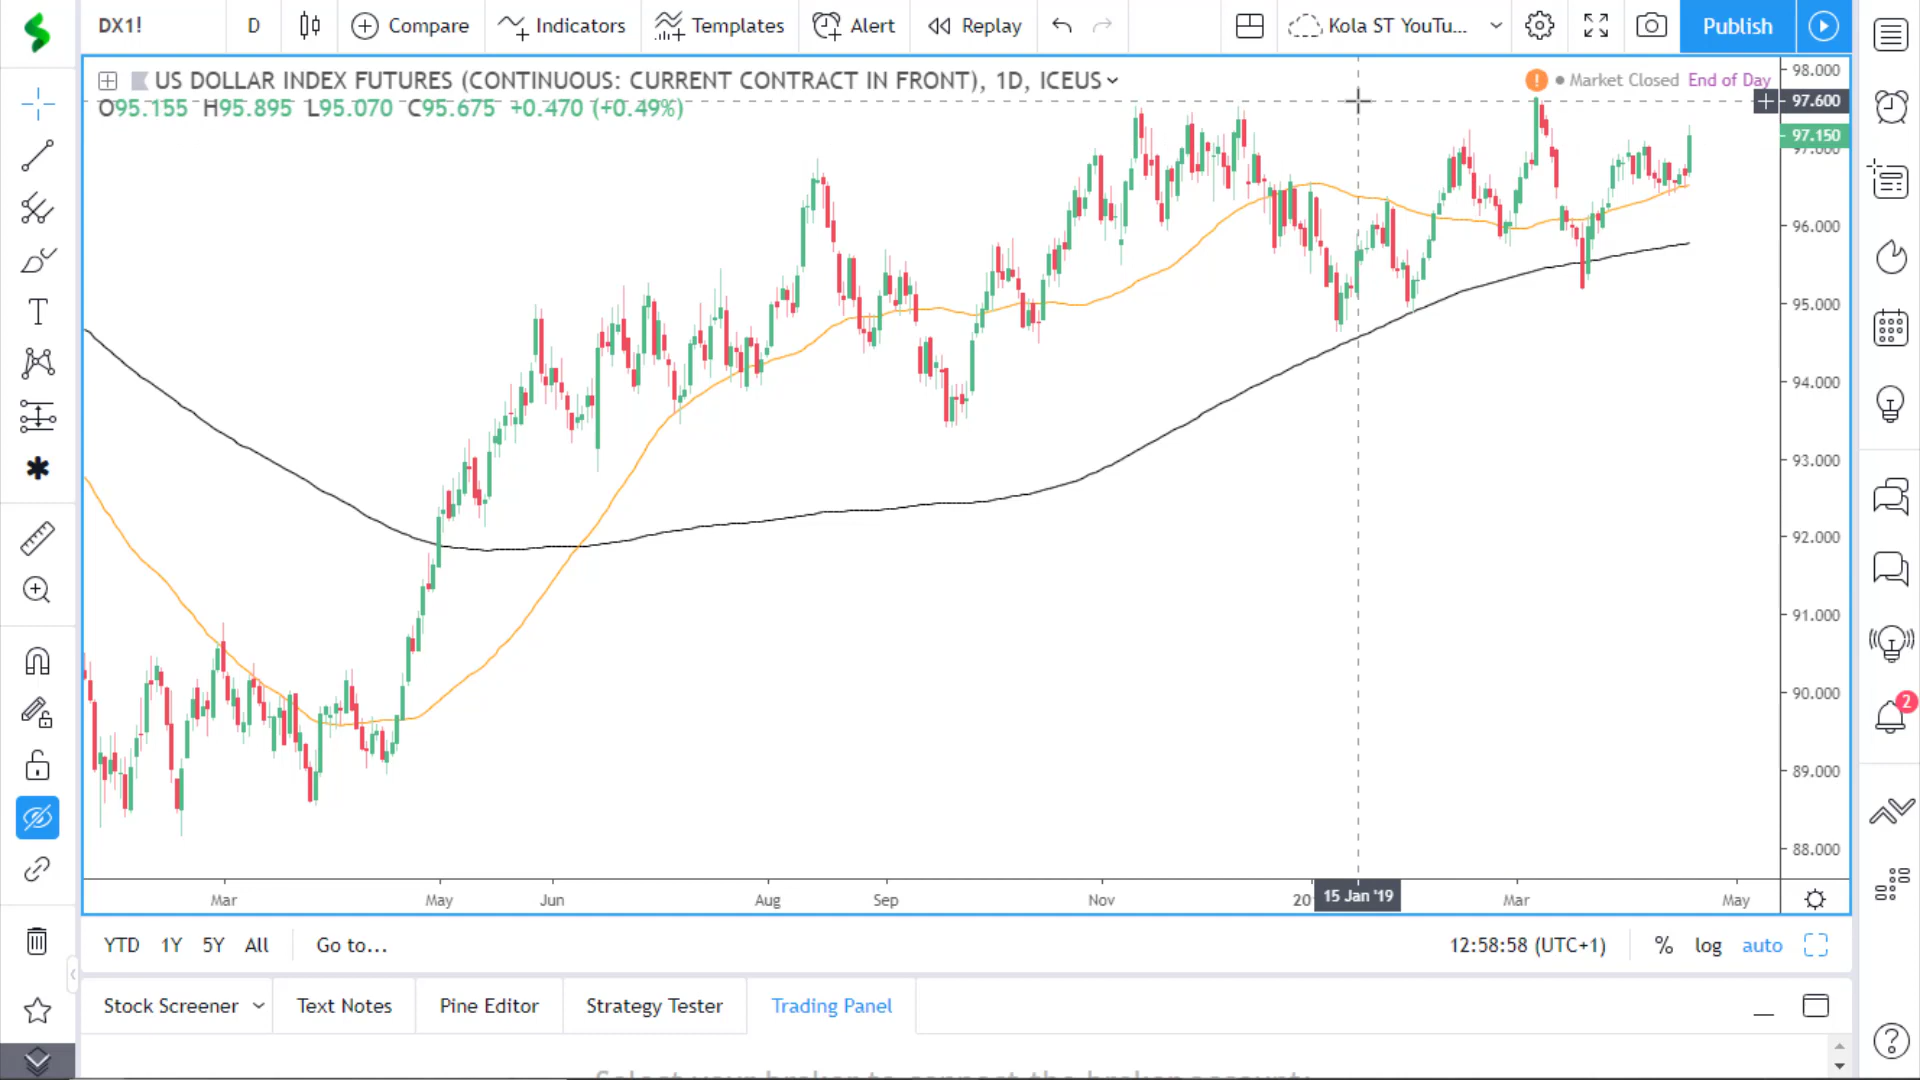 DX1! D Compare Indicators Templates Alert Replay Kola ST YouTu... Publish
US DOLLAR INDEX FUTURES (CONTINUOUS: CURRENT CONTRACT IN FRONT), 1D, ICEUS
! Market Closed End of Day
O95.155 H95.895 L95.070 C95.675 +0.470 (+0.49%)
98.000
97.600
97.150
97.000
96.000
95.000
94.000
93.000
92.000
91.000
90.000
89.000
88.000
2
T
Mar May Jun Aug Sep Nov 20 15 Jan '19 Mar May
YTD 1Y 5Y All Go to... 12:58:58 (UTC+1) % log auto
Stock Screener Text Notes Pine Editor Strategy Tester Trading Panel
?